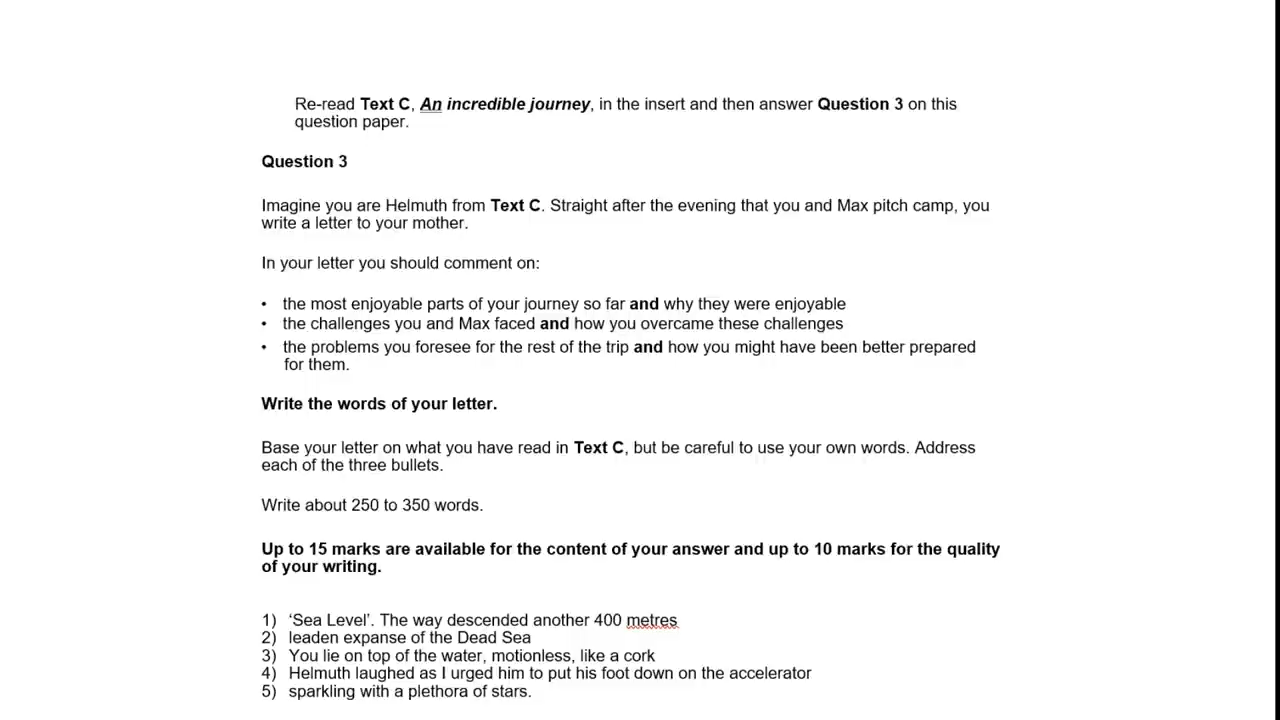 Re-read Text C, An incredible journey, in the insert and then answer Question 3 on this
question paper.
Question 3
Imagine you are Helmuth from Text C. Straight after the evening that you and Max pitch camp, you
write a letter to your mother.
In your letter you should comment on:
• the most enjoyable parts of your journey so far and why they were enjoyable
• the challenges you and Max faced and how you overcame these challenges
• the problems you foresee for the rest of the trip and how you might have been better prepared
for them.
Write the words of your letter.
Base your letter on what you have read in Text C, but be careful to use your own words. Address
each of the three bullets.
Write about 250 to 350 words.
Up to 15 marks are available for the content of your answer and up to 10 marks for the quality
of your writing.
1) ‘Sea Level’. The way descended another 400 metres
2) leaden expanse of the Dead Sea
3) You lie on top of the water, motionless, like a cork
4) Helmuth laughed as I urged him to put his foot down on the accelerator
5) sparkling with a plethora of stars.